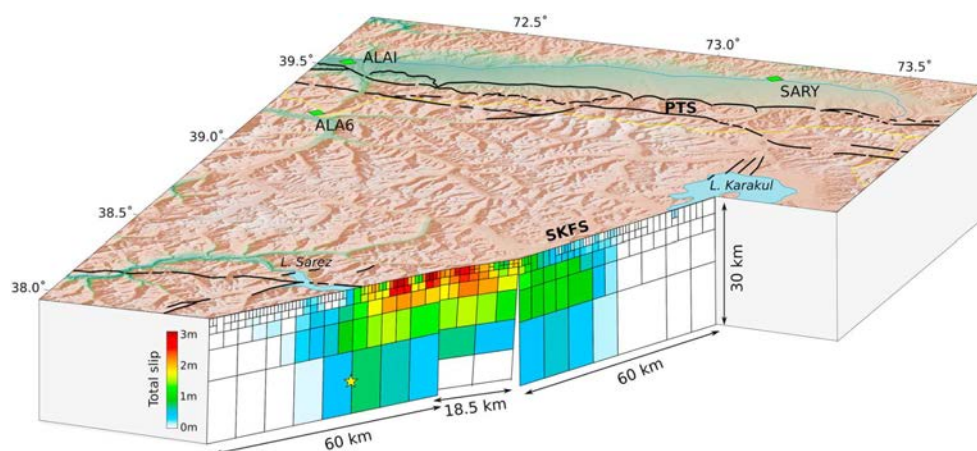 72.5°
73.0°
73.5°
39.5°
ALAI
SARY
PTS
ALA6
39.0°
L. Karakul
38.5°
SKFS
L. Sarez
38.0°
30 km
Total slip
3m
2m
1m
0m
60 km
18.5 km
60 km